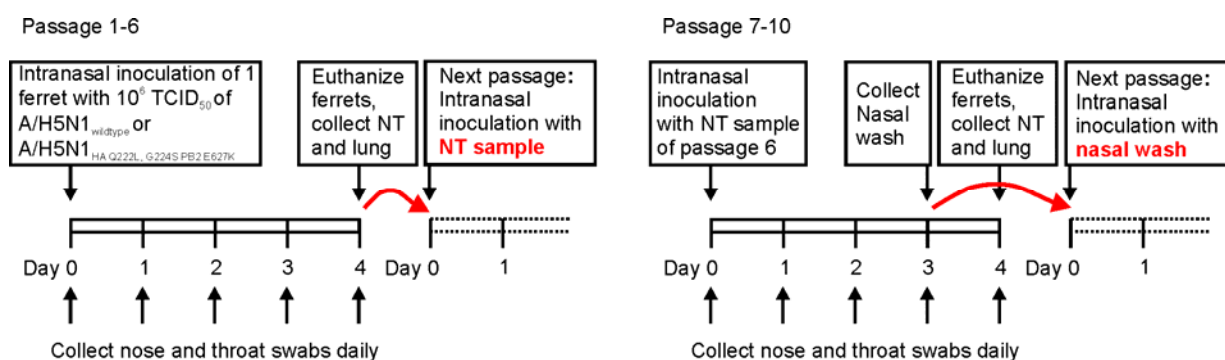 Passage 1-6
Intranasal inoculation of 1
ferret with 10⁶ TCID₅₀ of
A/H5N1 wildtype or
A/H5N1 HA Q222L, G224S PB2 E627K
Euthanize
ferrets,
collect NT
and lung
Next passage:
Intranasal
inoculation with
NT sample
Day 0 1 2 3 4 Day 0 1
Collect nose and throat swabs daily
Passage 7-10
Intranasal
inoculation
with NT sample
of passage 6
Collect
Nasal
wash
Euthanize
ferrets,
collect NT
and lung
Next passage:
Intranasal
inoculation with
nasal wash
Day 0 1 2 3 4 Day 0 1
Collect nose and throat swabs daily